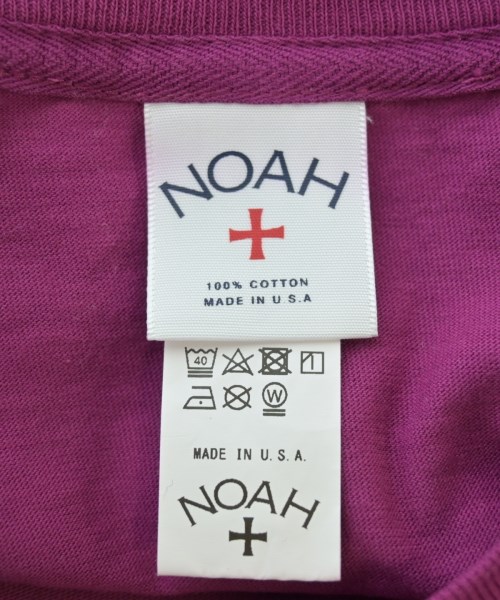 NOAH
100% COTTON
MADE IN U.S.A
40
W
MADE IN U.S.A.
NOAH